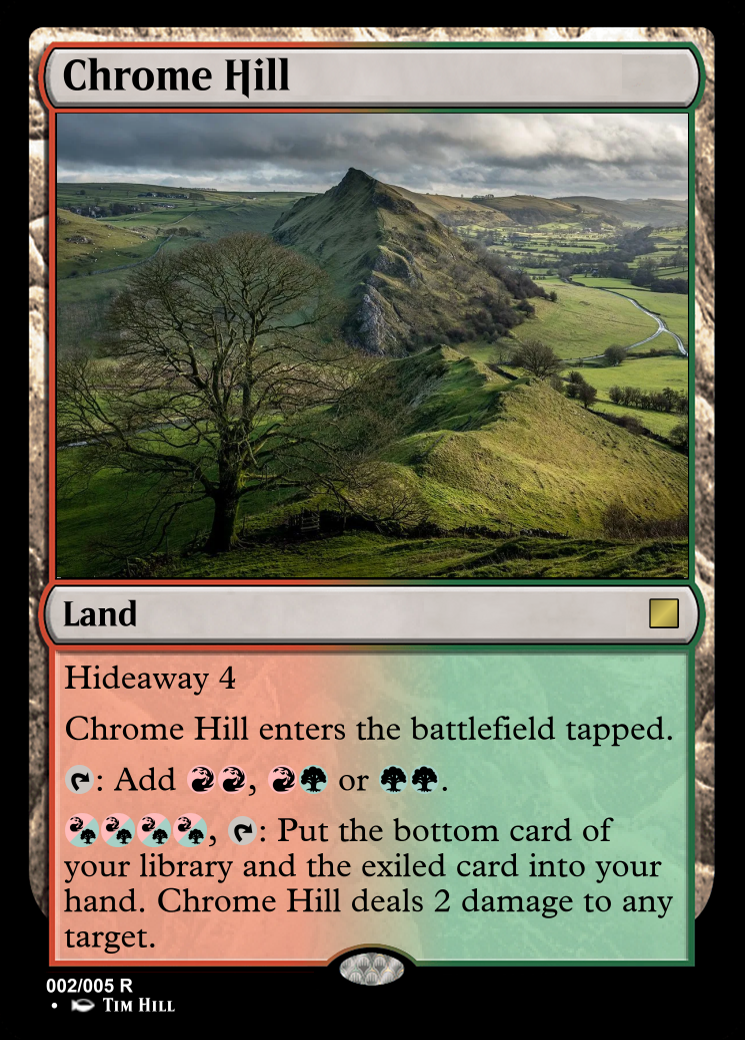 Chrome Hill
Land
Hideaway 4
Chrome Hill enters the battlefield tapped.
: Add , or .
, : Put the bottom card of
your library and the exiled card into your
hand. Chrome Hill deals 2 damage to any
target.
002/005 R
• Tim Hill